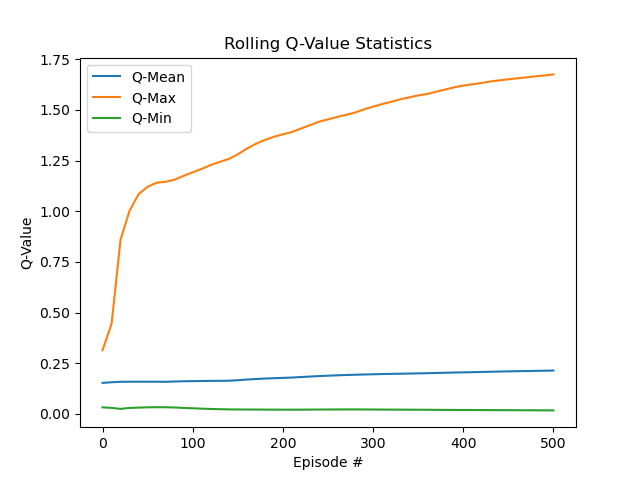 Rolling Q-Value Statistics
Q-Mean
Q-Max
Q-Min
1.75
1.50
1.25
1.00
0.75
0.50
0.25
0.00
Q-Value
0 100 200 300 400 500
Episode #